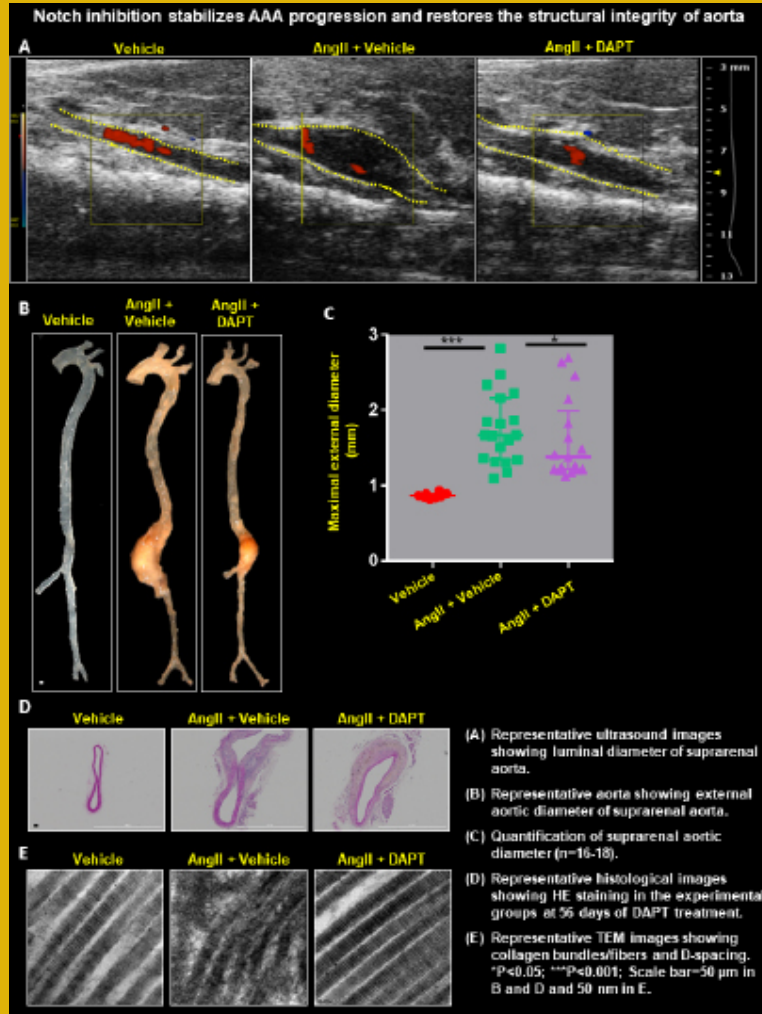 Notch inhibition stabilizes AAA progression and restores the structural integrity of aorta
A
Vehicle
AngII + Vehicle
AngII + DAPT
3 mm
5
7
9
11
13
B
Vehicle
AngII + Vehicle
AngII + DAPT
C
Maximal external diameter (mm)
3
2
1
0
***
*
Vehicle
AngII + Vehicle
AngII + DAPT
D
Vehicle
AngII + Vehicle
AngII + DAPT
E
Vehicle
AngII + Vehicle
AngII + DAPT
(A) Representative ultrasound images
showing luminal diameter of suprarenal
aorta.
(B) Representative aorta showing external
aortic diameter of suprarenal aorta.
(C) Quantification of suprarenal aortic
diameter (n=16-18).
(D) Representative histological images
showing HE staining in the experimental
groups at 56 days of DAPT treatment.
(E) Representative TEM images showing
collagen bundles/fibers and D-spacing.
*P<0.05; ***P<0.001; Scale bar=50 µm in
B and D and 50 nm in E.